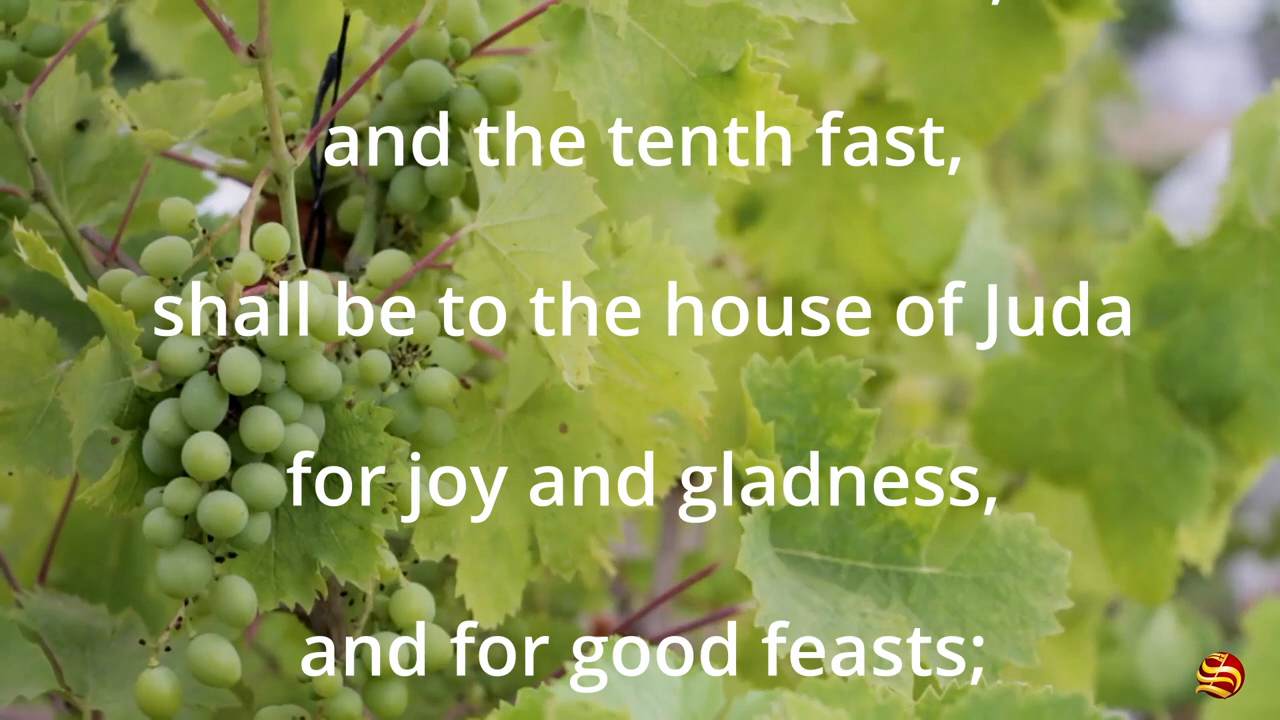 and the tenth fast,
shall be to the house of Juda
for joy and gladness,
and for good feasts;